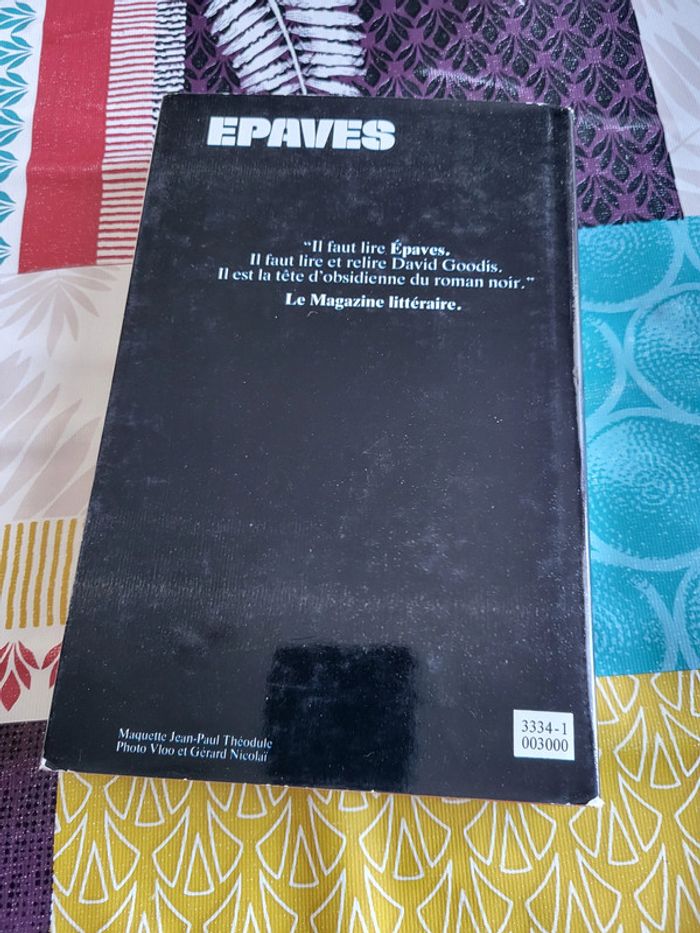 EPAVES
"Il faut lire Épaves.
Il faut lire et relire David Goodis.
Il est la tête d'obsidienne du roman noir."
Le Magazine littéraire.
Maquette Jean-Paul Théodule
Photo Vloo et Gérard Nicolaï
3334-1
003000